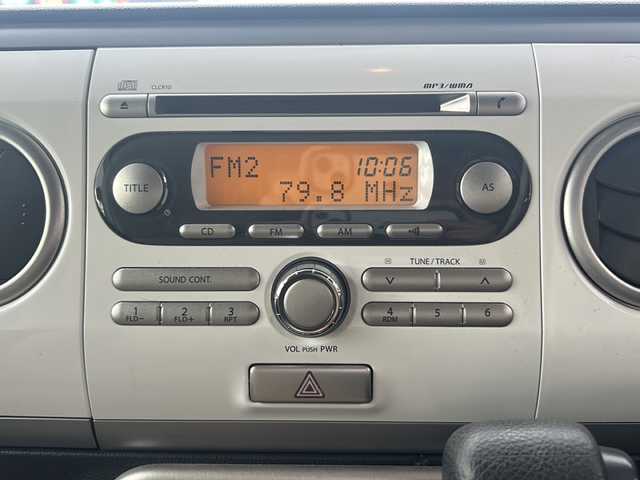 CLCR10
MP3/WMA
TITLE
FM2
10:06
79.8 MHz
AS
CD
FM
AM
SOUND CONT.
TUNE/TRACK
1
FLD−
2
FLD+
3
RPT
4
RDM
5
6
VOL PUSH PWR